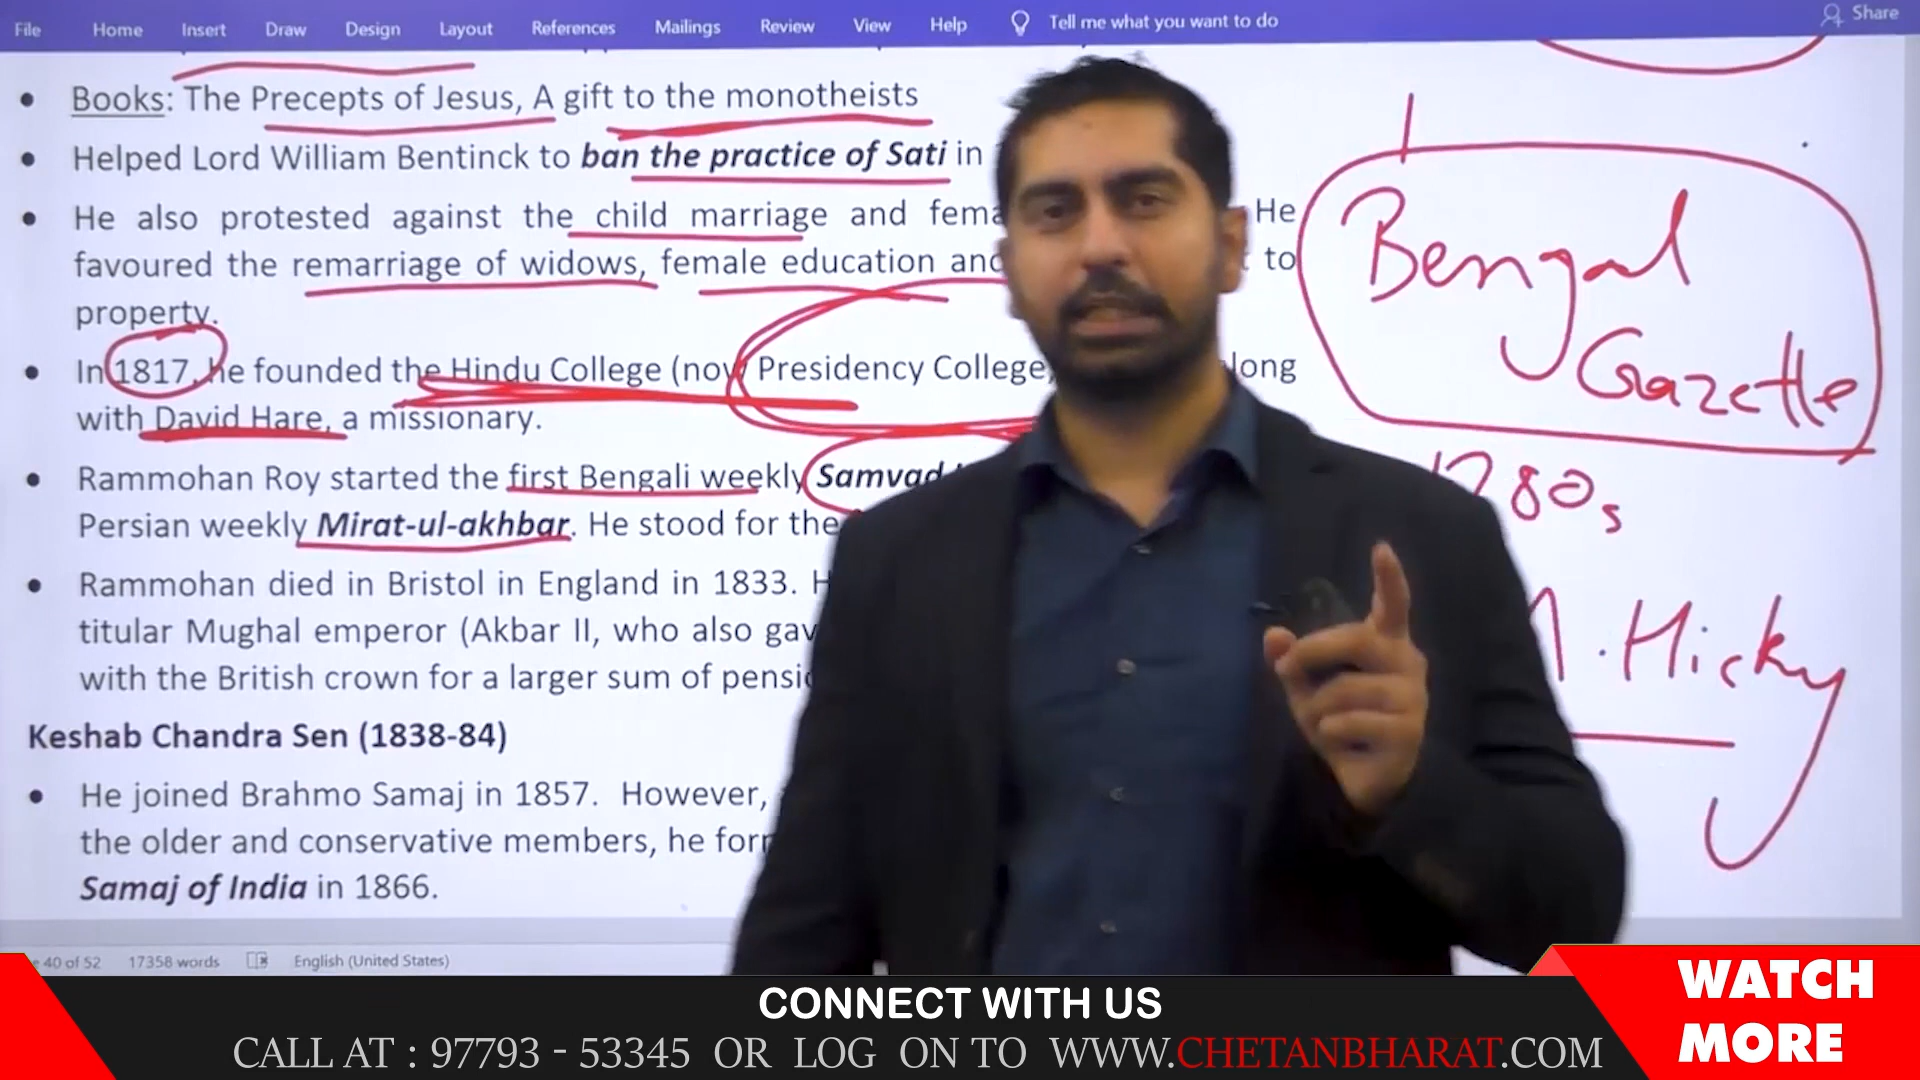 File Home Insert Draw Design Layout References Mailings Review View Help Tell me what you want to do Share
Books: The Precepts of Jesus, A gift to the monotheists
Helped Lord William Bentinck to ban the practice of Sati in
He also protested against the child marriage and fema He
favoured the remarriage of widows, female education and to
property.
In 1817, he founded the Hindu College (now Presidency College, long
with David Hare, a missionary.
Rammohan Roy started the first Bengali weekly Samvad
Persian weekly Mirat-ul-akhbar. He stood for the
Rammohan died in Bristol in England in 1833. H
titular Mughal emperor (Akbar II, who also gav
with the British crown for a larger sum of pensio
Keshab Chandra Sen (1838-84)
He joined Brahmo Samaj in 1857. However,
the older and conservative members, he for
Samaj of India in 1866.
Bengal
Gazette
1780s
. Hicky
40 of 52 17358 words English (United States)
CONNECT WITH US
CALL AT : 97793 - 53345 OR LOG ON TO WWW.CHETANBHARAT.COM
WATCH
MORE